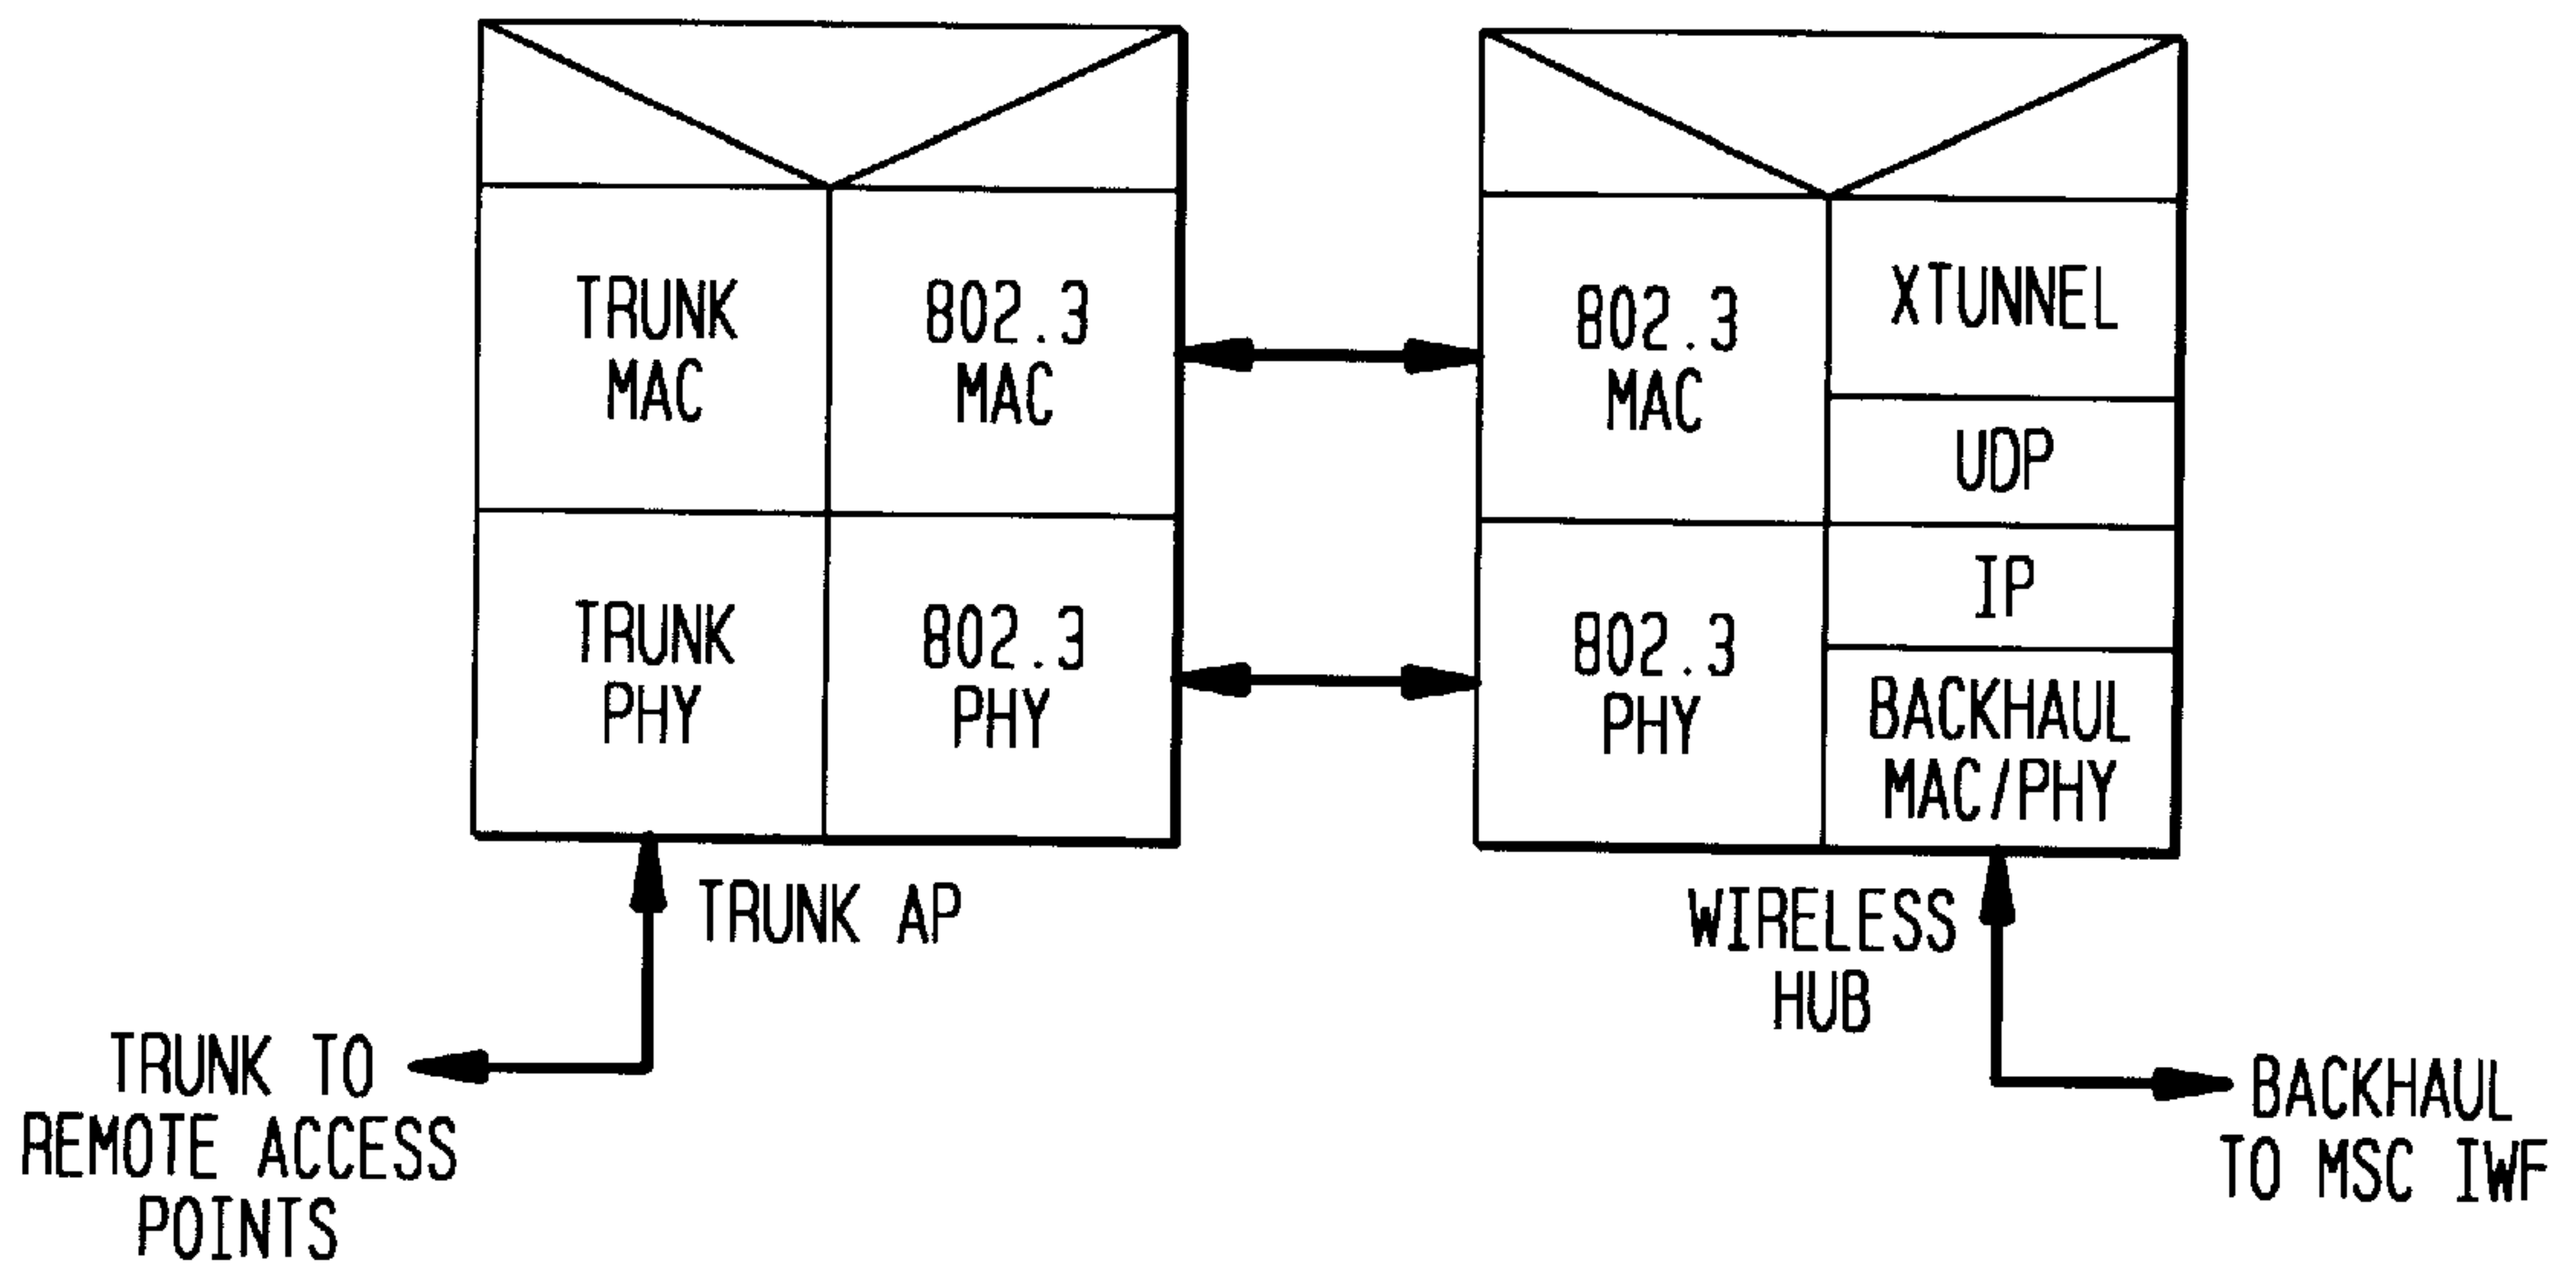 TRUNK
MAC
802.3
MAC
TRUNK
PHY
802.3
PHY
TRUNK AP
TRUNK TO
REMOTE ACCESS
POINTS
802.3
MAC
XTUNNEL
UDP
802.3
PHY
IP
BACKHAUL
MAC/PHY
WIRELESS
HUB
BACKHAUL
TO MSC IWF